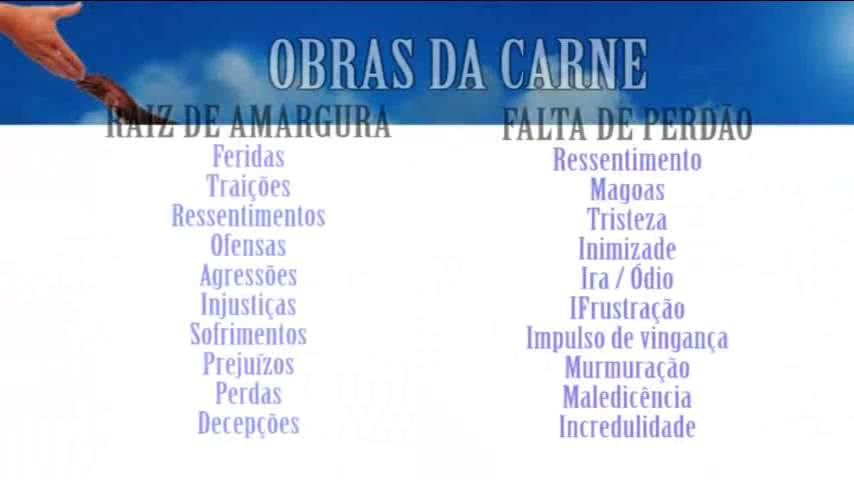 OBRAS DA CARNE
RAIZ DE AMARGURA
Feridas
Traições
Ressentimentos
Ofensas
Agressões
Injustiças
Sofrimentos
Prejuízos
Perdas
Decepções
FALTA DE PERDÃO
Ressentimento
Magoas
Tristeza
Inimizade
Ira / Ódio
IFrustração
Impulso de vingança
Murmuração
Maledicência
Incredulidade